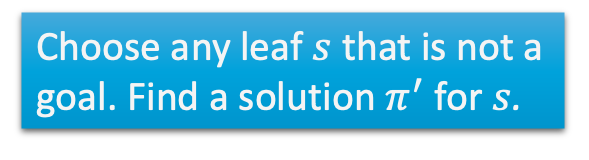 Choose any leaf 𝑠 that is not a
goal. Find a solution 𝜋′ for 𝑠.